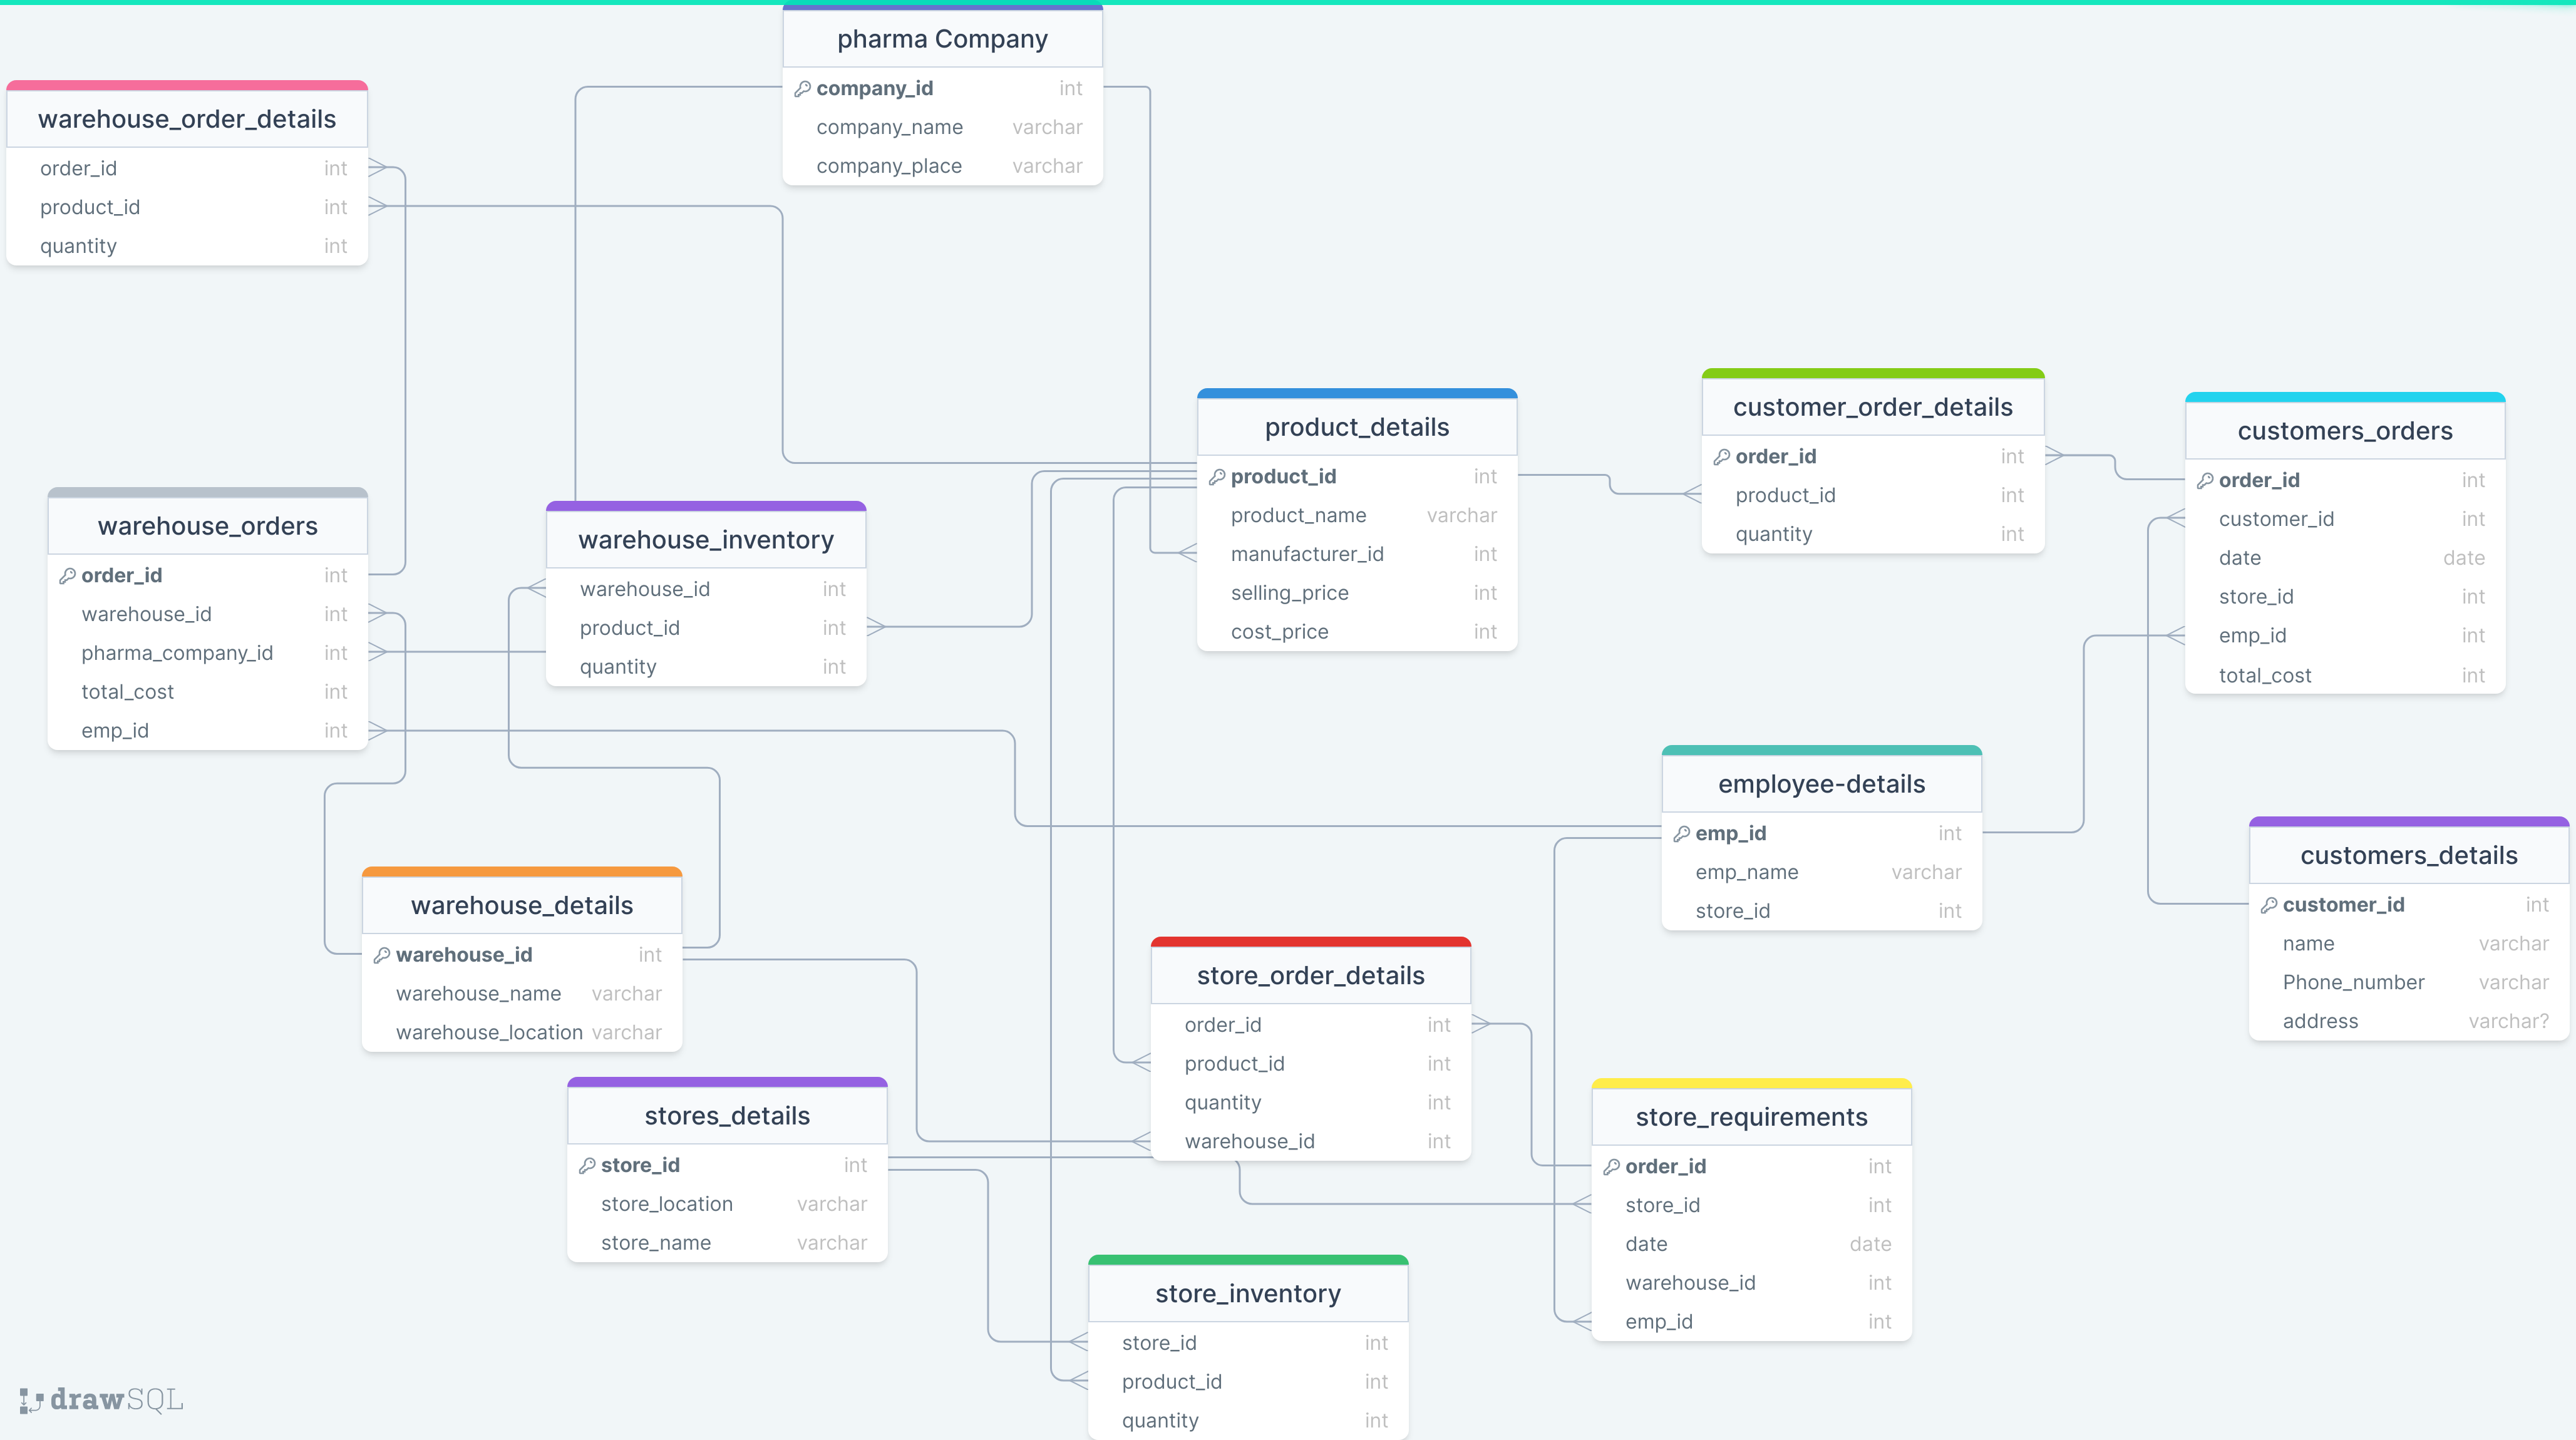 pharma Company
company_id int
company_name varchar
company_place varchar
warehouse_order_details
order_id int
product_id int
quantity int
product_details
product_id int
product_name varchar
manufacturer_id int
selling_price int
cost_price int
customer_order_details
order_id int
product_id int
quantity int
customers_orders
order_id int
customer_id int
date date
store_id int
emp_id int
total_cost int
warehouse_orders
order_id int
warehouse_id int
pharma_company_id int
total_cost int
emp_id int
warehouse_inventory
warehouse_id int
product_id int
quantity int
employee-details
emp_id int
emp_name varchar
store_id int
customers_details
customer_id int
name varchar
Phone_number varchar
address varchar?
warehouse_details
warehouse_id int
warehouse_name varchar
warehouse_location varchar
store_order_details
order_id int
product_id int
quantity int
warehouse_id int
stores_details
store_id int
store_location varchar
store_name varchar
store_requirements
order_id int
store_id int
date date
warehouse_id int
emp_id int
store_inventory
store_id int
product_id int
quantity int
drawSQL